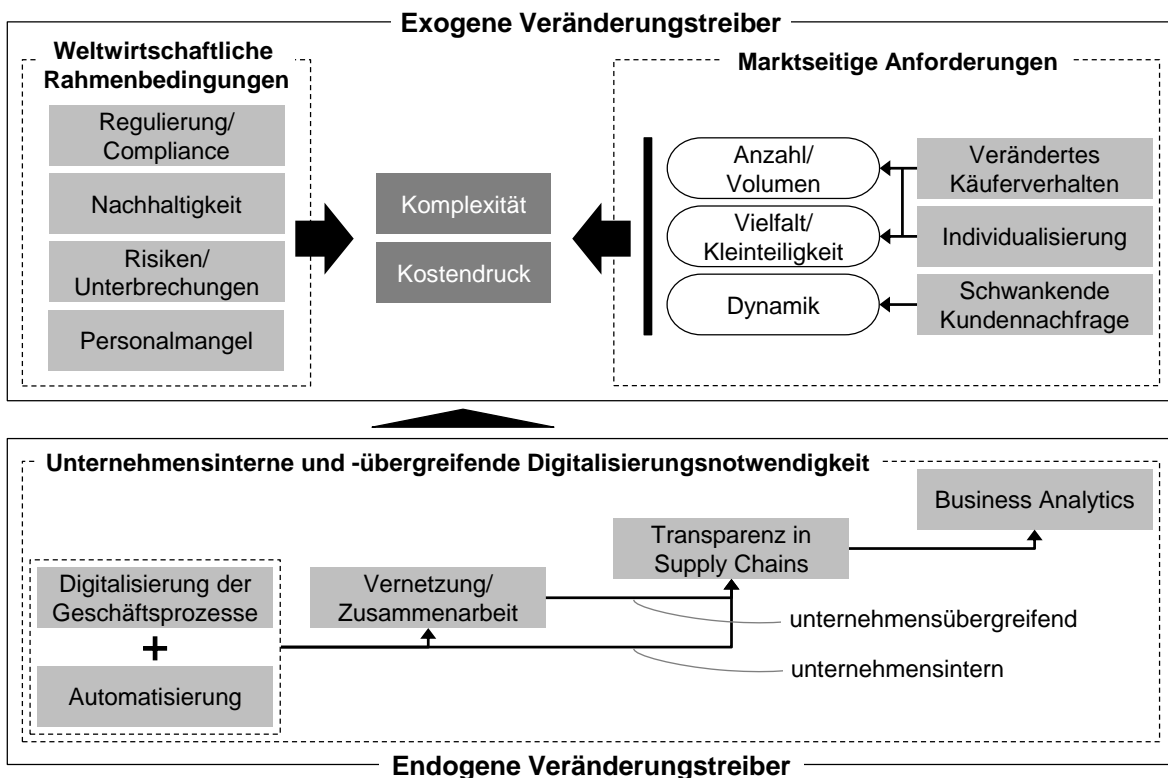 Exogene Veränderungstreiber
Weltwirtschaftliche
Rahmenbedingungen
Regulierung/
Compliance
Nachhaltigkeit
Risiken/
Unterbrechungen
Personalmangel
Komplexität
Kostendruck
Marktseitige Anforderungen
Anzahl/
Volumen
Vielfalt/
Kleinteiligkeit
Dynamik
Verändertes
Käuferverhalten
Individualisierung
Schwankende
Kundennachfrage
Unternehmensinterne und -übergreifende Digitalisierungsnotwendigkeit
Digitalisierung der
Geschäftsprozesse
+
Automatisierung
Vernetzung/
Zusammenarbeit
Transparenz in
Supply Chains
Business Analytics
unternehmensübergreifend
unternehmensintern
Endogene Veränderungstreiber